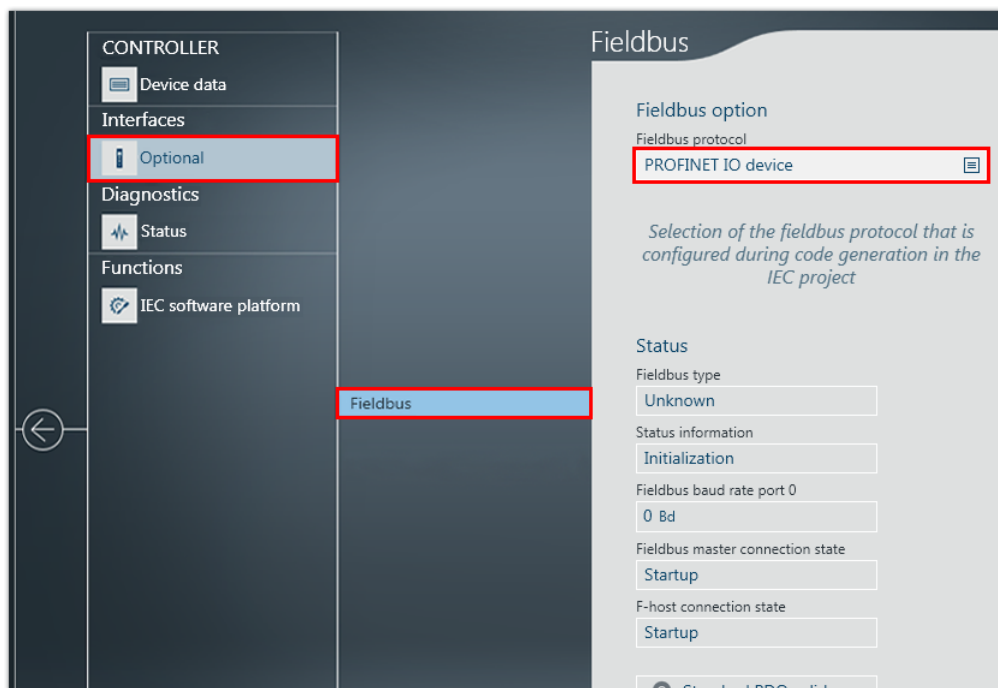 CONTROLLER
Device data
Interfaces
Optional
Diagnostics
Status
Functions
IEC software platform
Fieldbus
Fieldbus
Fieldbus option
Fieldbus protocol
PROFINET IO device
Selection of the fieldbus protocol that is
configured during code generation in the
IEC project
Status
Fieldbus type
Unknown
Status information
Initialization
Fieldbus baud rate port 0
0 Bd
Fieldbus master connection state
Startup
F-host connection state
Startup